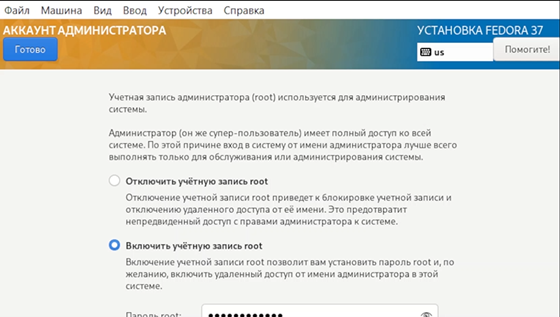 Файл Машина Вид Ввод Устройства Справка
АККАУНТ АДМИНИСТРАТОРА УСТАНОВКА FEDORA 37
Готово us Помогите!
Учетная запись администратора (root) используется для администрирования
системы.
Администратор (он же супер-пользователь) имеет полный доступ ко всей
системе. По этой причине вход в систему от имени администратора лучше всего
выполнять только для обслуживания или администрирования системы.
Отключить учётную запись root
Отключение учетной записи root приведет к блокировке учетной записи и
отключению удаленного доступа от её имени. Это предотвратит
непредвиденный доступ с правами администратора к системе.
Включить учётную запись root
Включение учетной записи root позволит вам установить пароль root и, по
желанию, включить удаленный доступ от имени администратора в этой
системе.
Пароль root: